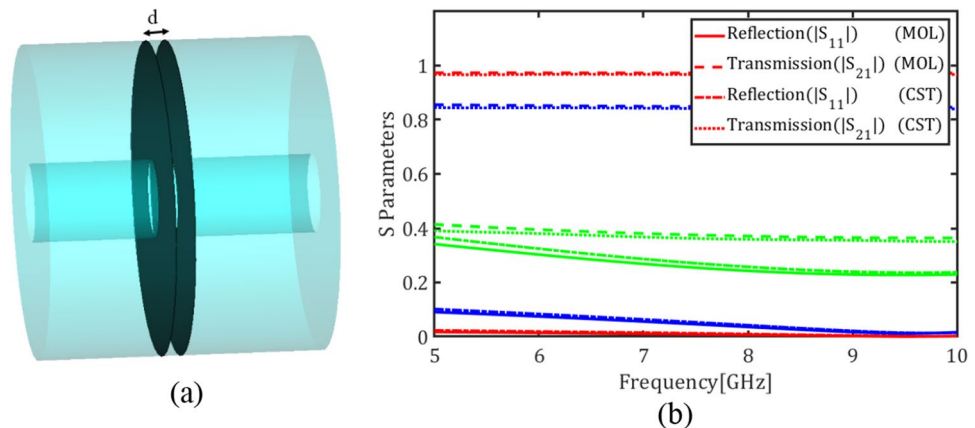 d
(a)
Reflection(|S₁₁|) (MOL)
Transmission(|S₂₁|) (MOL)
Reflection(|S₁₁|) (CST)
Transmission(|S₂₁|) (CST)
1
0.8
0.6
0.4
0.2
0
S Parameters
5 6 7 8 9 10
Frequency[GHz]
(b)